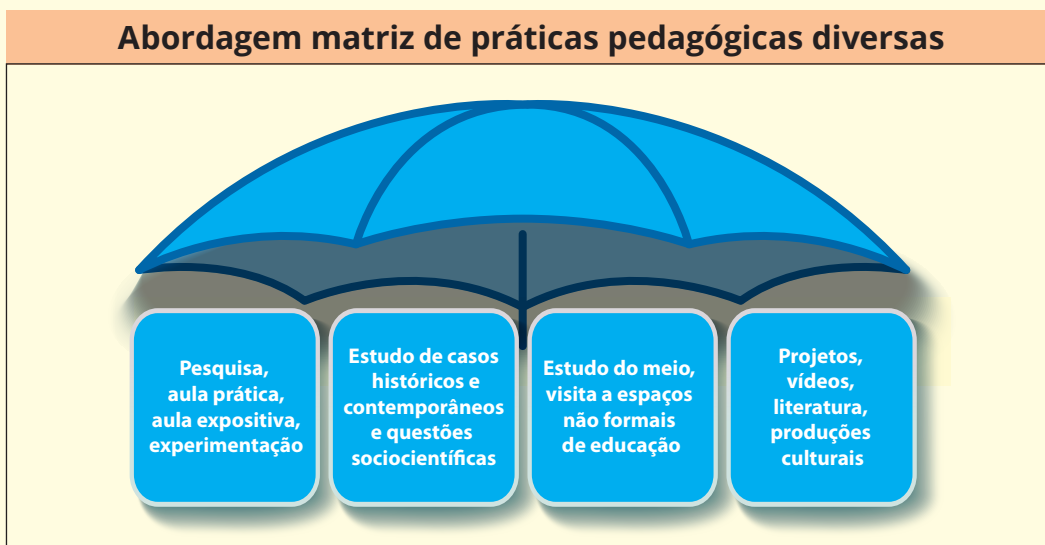 Abordagem matriz de práticas pedagógicas diversas
Pesquisa,
aula prática,
aula expositiva,
experimentação
Estudo de casos
históricos e
contemporâneos
e questões
sociocientíficas
Estudo do meio,
visita a espaços
não formais
de educação
Projetos,
vídeos,
literatura,
produções
culturais